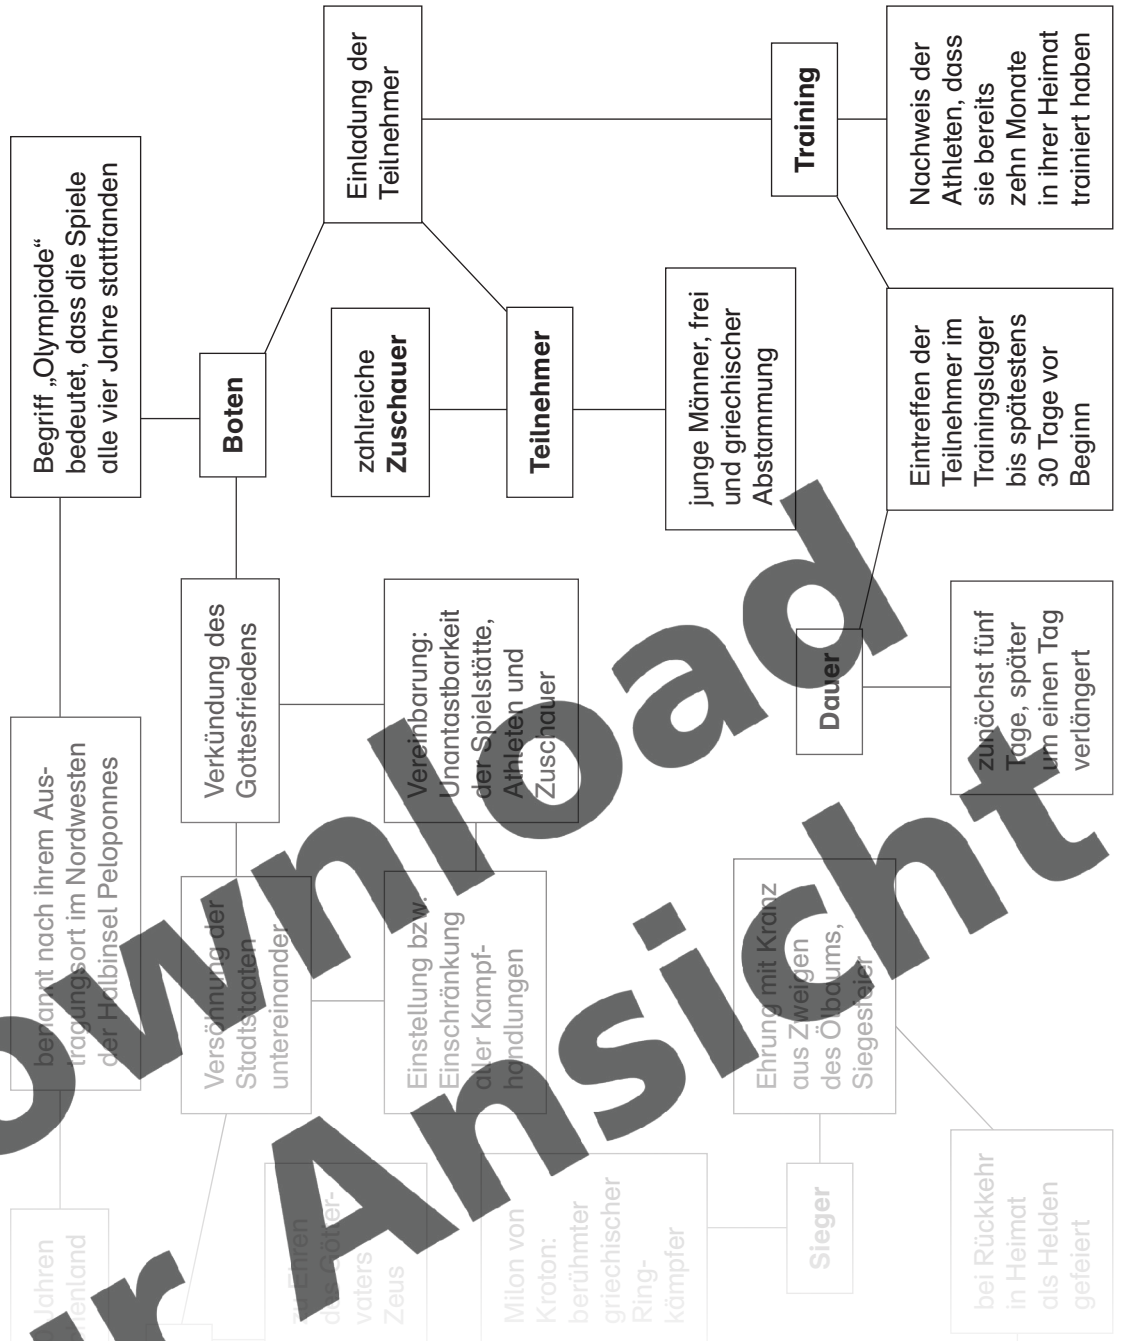 Begriff „Olympiade“
bedeutet, dass die Spiele
alle vier Jahre stattfanden
benannt nach ihrem Aus-
tragungsort im Nordwesten
der Halbinsel Peloponnes
Jahren
Boten
Verkündung des
Gottesfriedens
Versöhnung der
Stadtstaaten
untereinander
Einladung der
Teilnehmer
zahlreiche
Zuschauer
Teilnehmer
junge Männer, frei
und griechischer
Abstammung
Vereinbarung:
Unantastbarkeit
der Spielstätte,
Athleten und
Zuschauer
Einstellung bzw.
Einschränkung
aller Kampf-
handlungen
zu Ehren
des Götter-
vaters
Zeus
Training
Nachweis der
Athleten, dass
sie bereits
zehn Monate
in ihrer Heimat
trainiert haben
Eintreffen der
Teilnehmer im
Trainingslager
bis spätestens
30 Tage vor
Beginn
Dauer
zunächst fünf
Tage, später
um einen Tag
verlängert
Ehrung mit Kranz
aus Zweigen
des Ölbaums,
Siegesfeier
Sieger
Milon von
Kroton:
berühmter
griechischer
Ring-
kämpfer
bei Rückkehr
in Heimat
als Helden
gefeiert
ownload
Ansicht